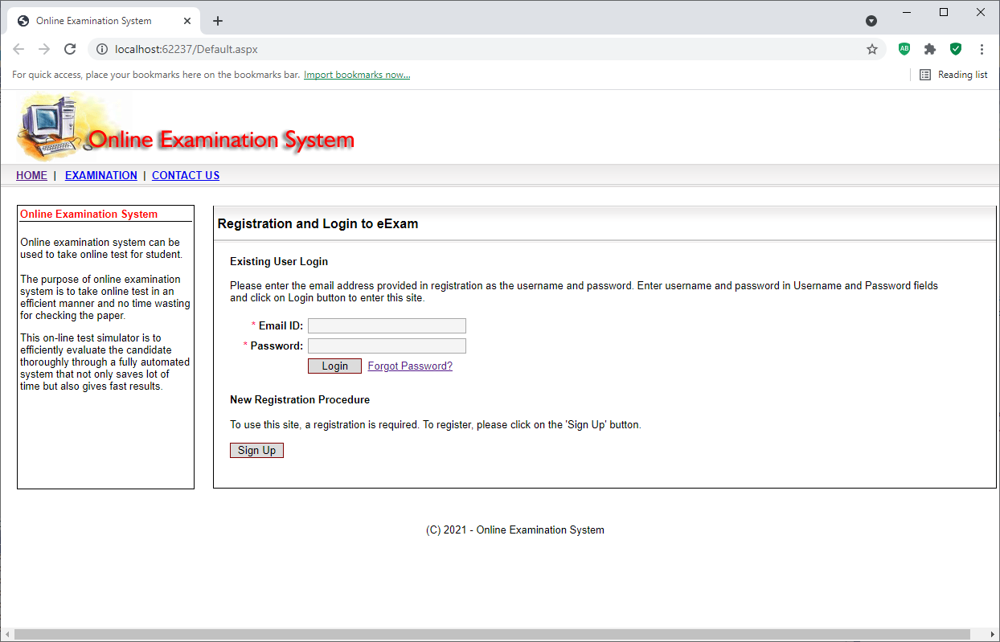 Online Examination System
localhost:62237/Default.aspx
AB
For quick access, place your bookmarks here on the bookmarks bar. Import bookmarks now...
Reading list
Online Examination System
HOME | EXAMINATION | CONTACT US
Online Examination System
Online examination system can be
used to take online test for student.
The purpose of online examination
system is to take online test in an
efficient manner and no time wasting
for checking the paper.
This on-line test simulator is to
efficiently evaluate the candidate
thoroughly through a fully automated
system that not only saves lot of
time but also gives fast results.
Registration and Login to eExam
Existing User Login
Please enter the email address provided in registration as the username and password. Enter username and password in Username and Password fields
and click on Login button to enter this site.
* Email ID:
* Password:
Login Forgot Password?
New Registration Procedure
To use this site, a registration is required. To register, please click on the 'Sign Up' button.
Sign Up
(C) 2021 - Online Examination System